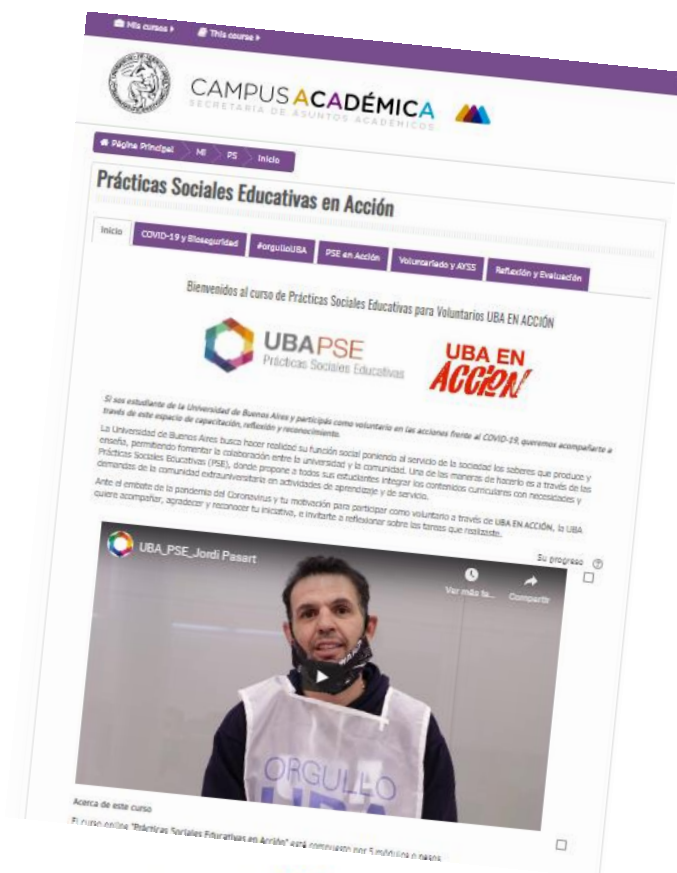 Mis cursos
This course
CAMPUS ACADÉMICA
SECRETARÍA DE ASUNTOS ACADÉMICOS
Página Principal MI PS Inicio
Prácticas Sociales Educativas en Acción
Inicio COVID-19 y Bioseguridad #orgulloUBA PSE en Acción Voluntariado y AYSS Reflexión y Evaluación
Bienvenidos al curso de Prácticas Sociales Educativas para Voluntarios UBA EN ACCIÓN
UBAPSE
Prácticas Sociales Educativas
UBA EN
ACCIÓN
Si sos estudiante de la Universidad de Buenos Aires y participás como voluntario en las acciones frente al COVID-19, queremos acompañarte a
través de este espacio de capacitación, reflexión y reconocimiento.
La Universidad de Buenos Aires busca hacer realidad su función social poniendo al servicio de la sociedad los saberes que produce y
enseña, permitiendo fomentar la colaboración entre la universidad y la comunidad. Una de las maneras de hacerlo es a través de las
Prácticas Sociales Educativas (PSE), donde propone a todos sus estudiantes integrar los contenidos curriculares con necesidades y
demandas de la comunidad extrauniversitaria en actividades de aprendizaje y de servicio.
Ante el embate de la pandemia del Coronavirus y tu motivación para participar como voluntario a través de UBA EN ACCIÓN, la UBA
quiere acompañar, agradecer y reconocer tu iniciativa, e invitarte a reflexionar sobre las tareas que realizaste.
Su progreso
UBA_PSE_Jordi Pasart
Ver más ta...
Compartir
ORGULLO
UBA
Acerca de este curso
El curso online "Prácticas Sociales Educativas en Acción" está compuesto por 5 módulos o pasos